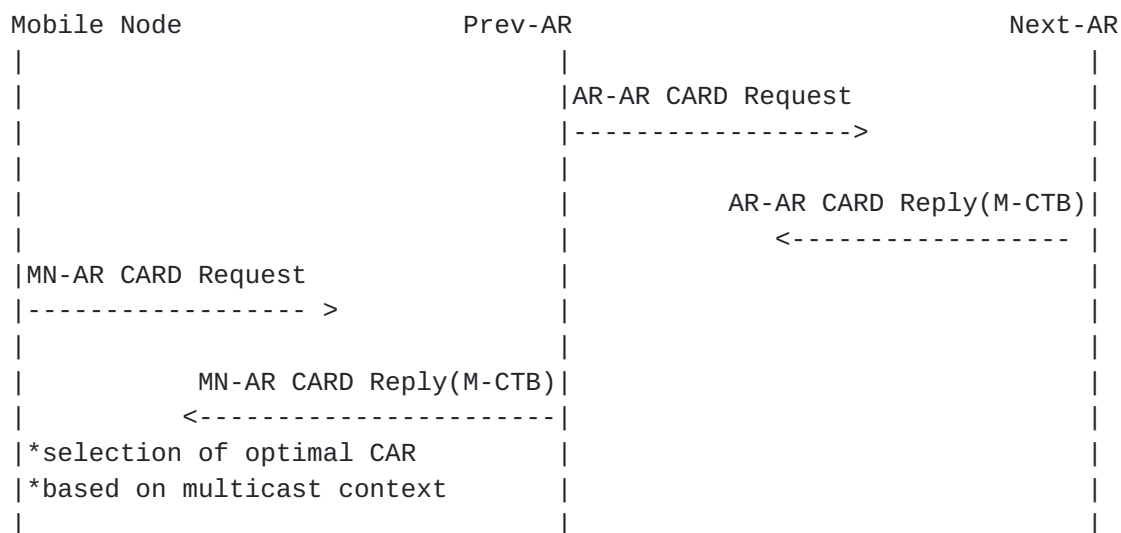 Mobile Node Prev-AR Next-AR
AR-AR CARD Request
AR-AR CARD Reply(M-CTB)
MN-AR CARD Request
MN-AR CARD Reply(M-CTB)
*selection of optimal CAR
*based on multicast context